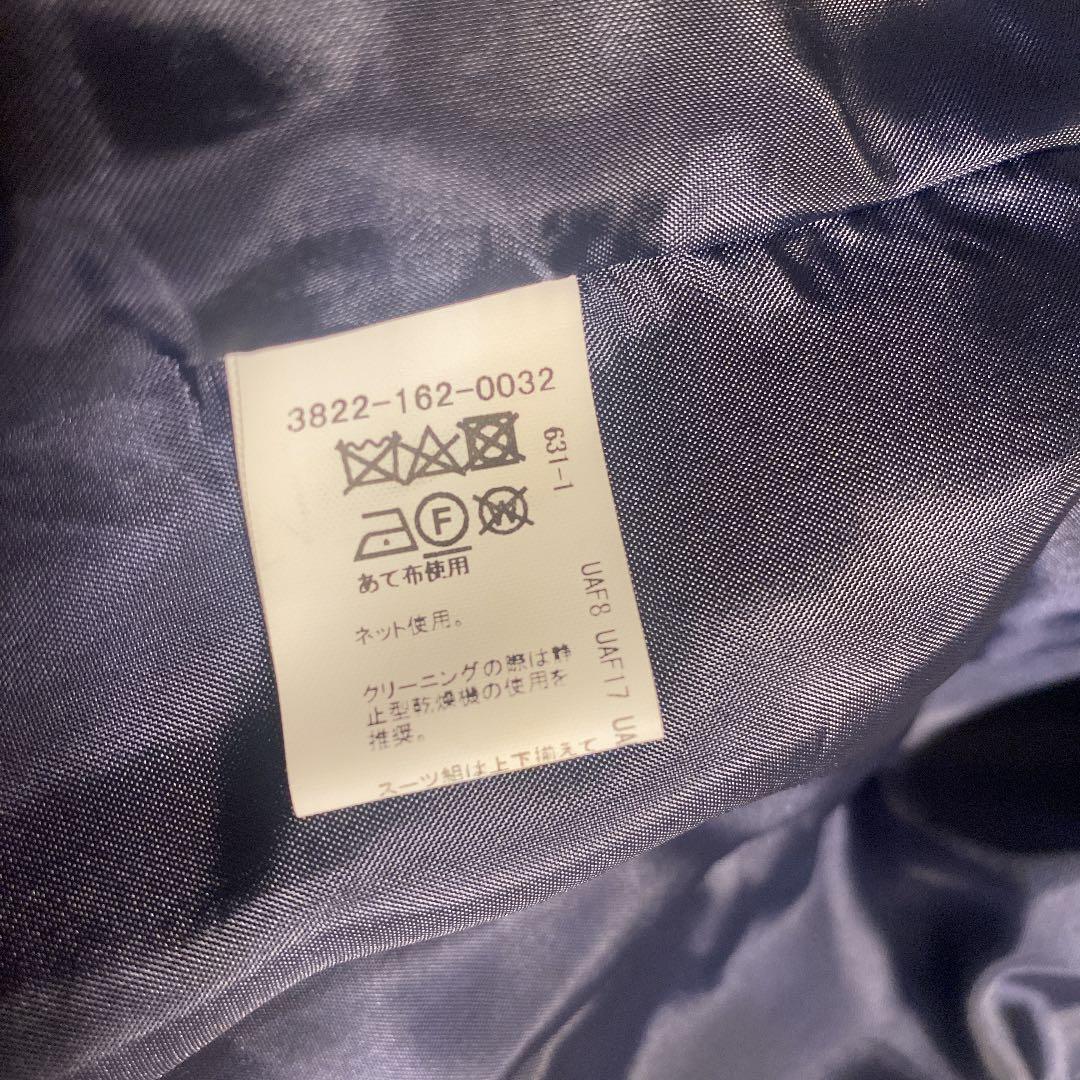 3822-162-0032
631-1
F
W
あて布使用
ネット使用。
クリーニングの際は静
止型乾燥機の使用を
推奨。
スーツ組は上下揃えて
UAF8 UAF17